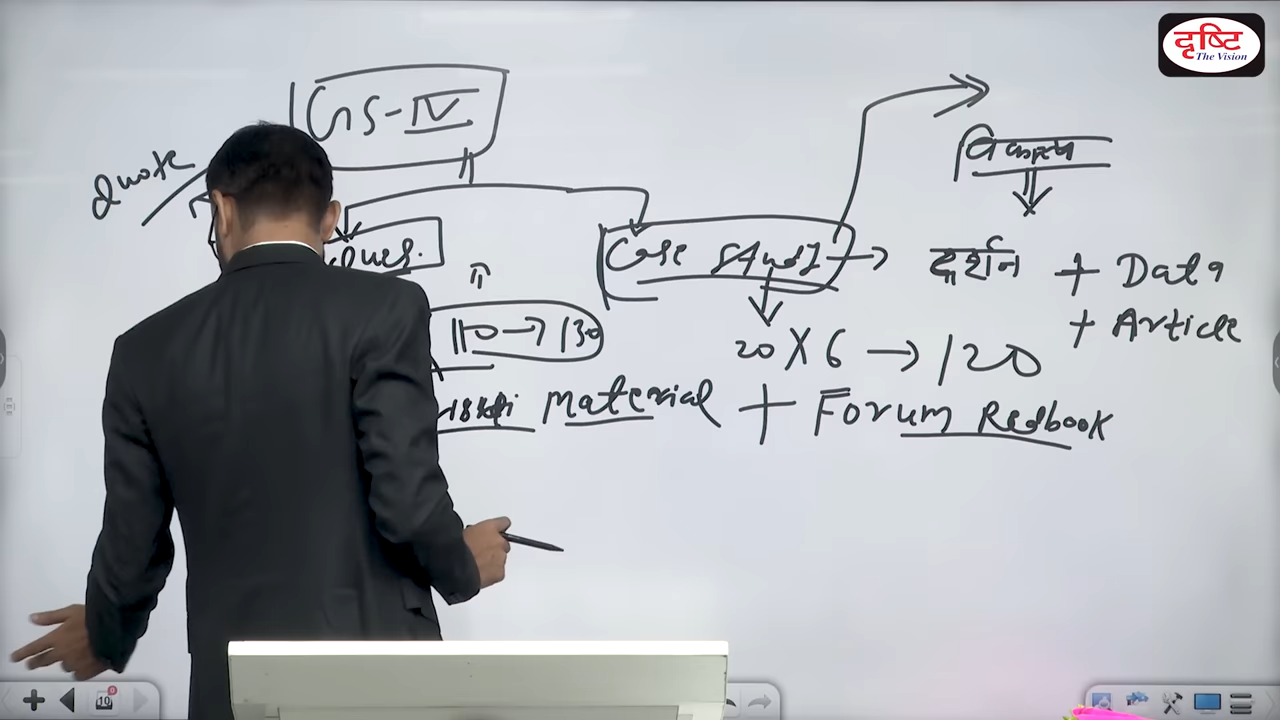 दृष्टि
The Vision
GS-IV
Quote
Ques.
Case Study → दर्शन + Data
+ Article
विकल्प
110 → 130
20 X 6 → 120
Material + Forum Redbook
10